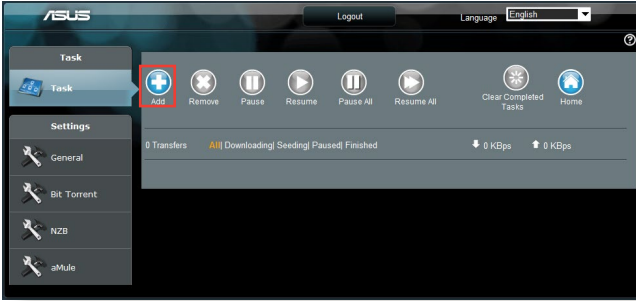 ASUS Logout Language English
?
Task
Task
Add Remove Pause Resume Pause All Resume All Clear Completed Tasks Home
Settings
0 Transfers All| Downloading| Seeding| Paused| Finished 0 KBps 0 KBps
General
Bit Torrent
NZB
aMule